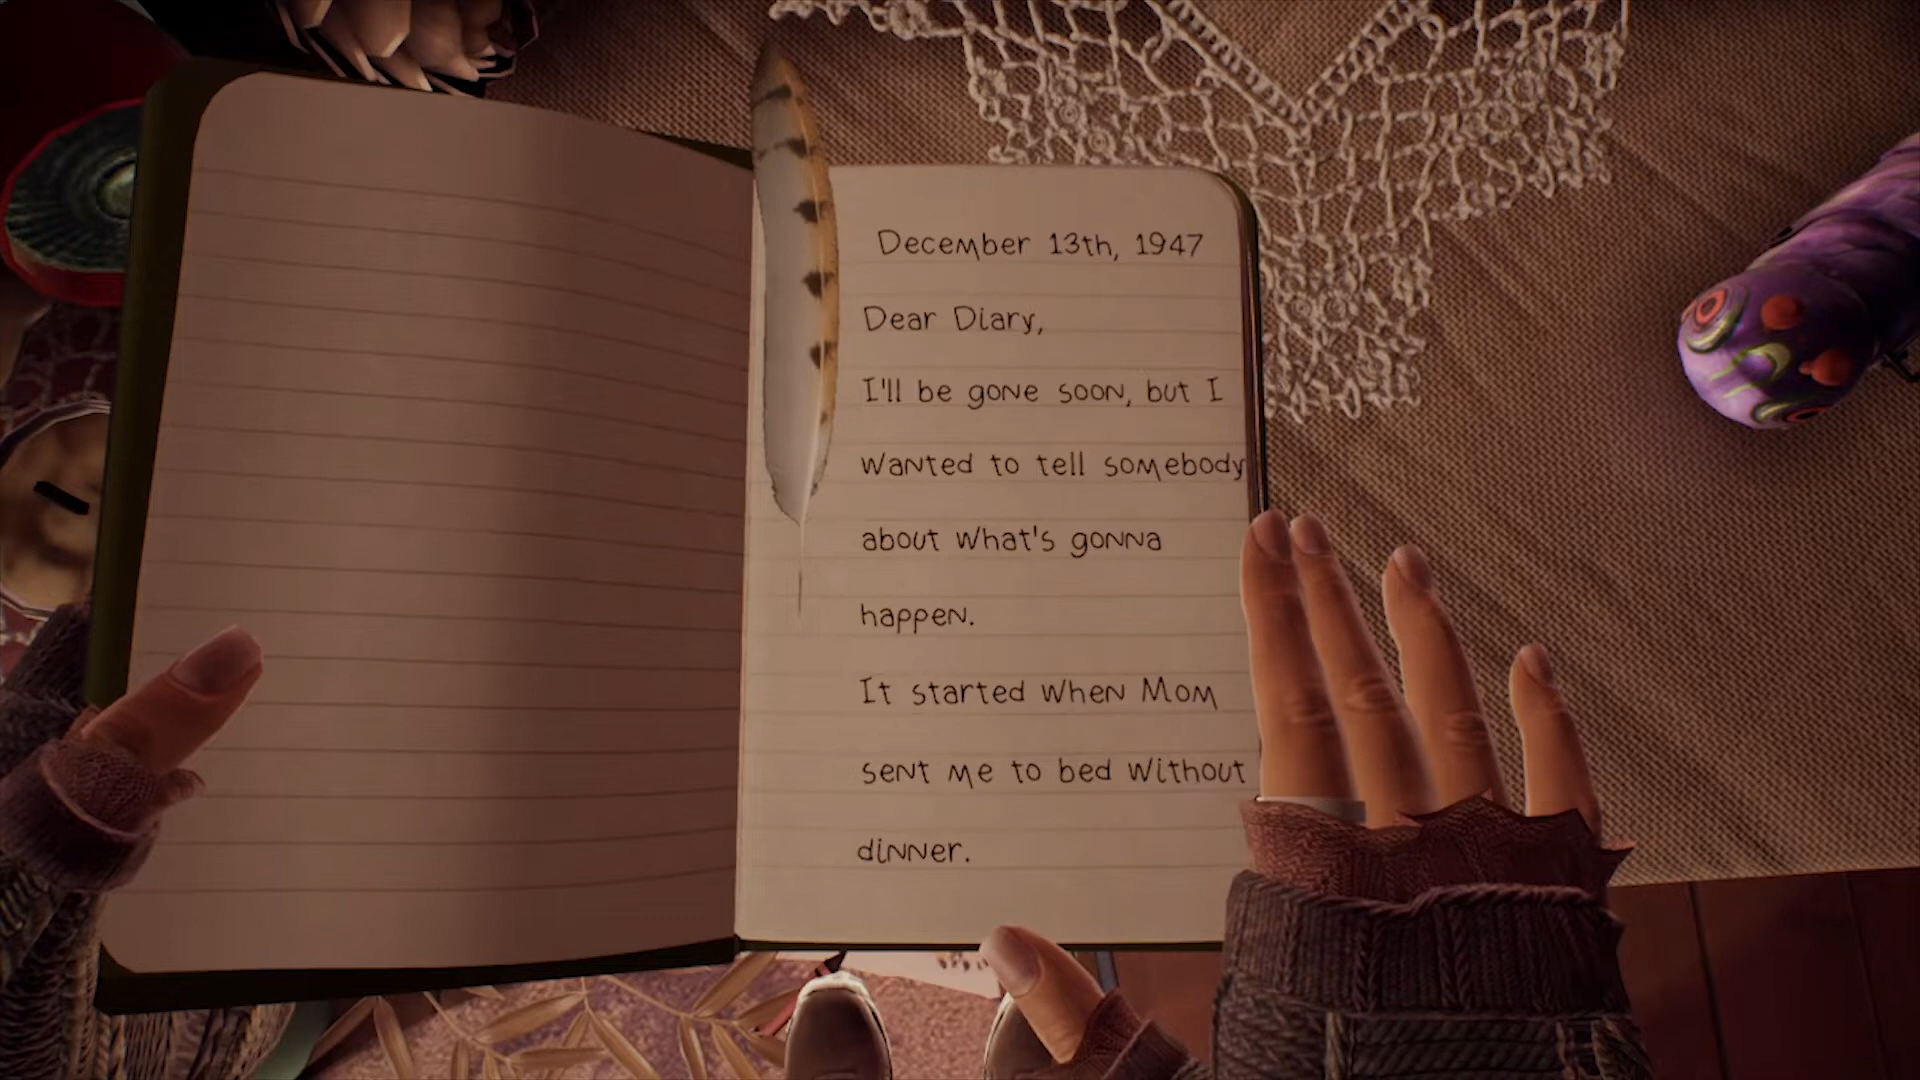 December 13th, 1947
Dear Diary,
I'll be gone soon, but I
wanted to tell somebody
about what's gonna
happen.
It started when Mom
sent me to bed without
dinner.